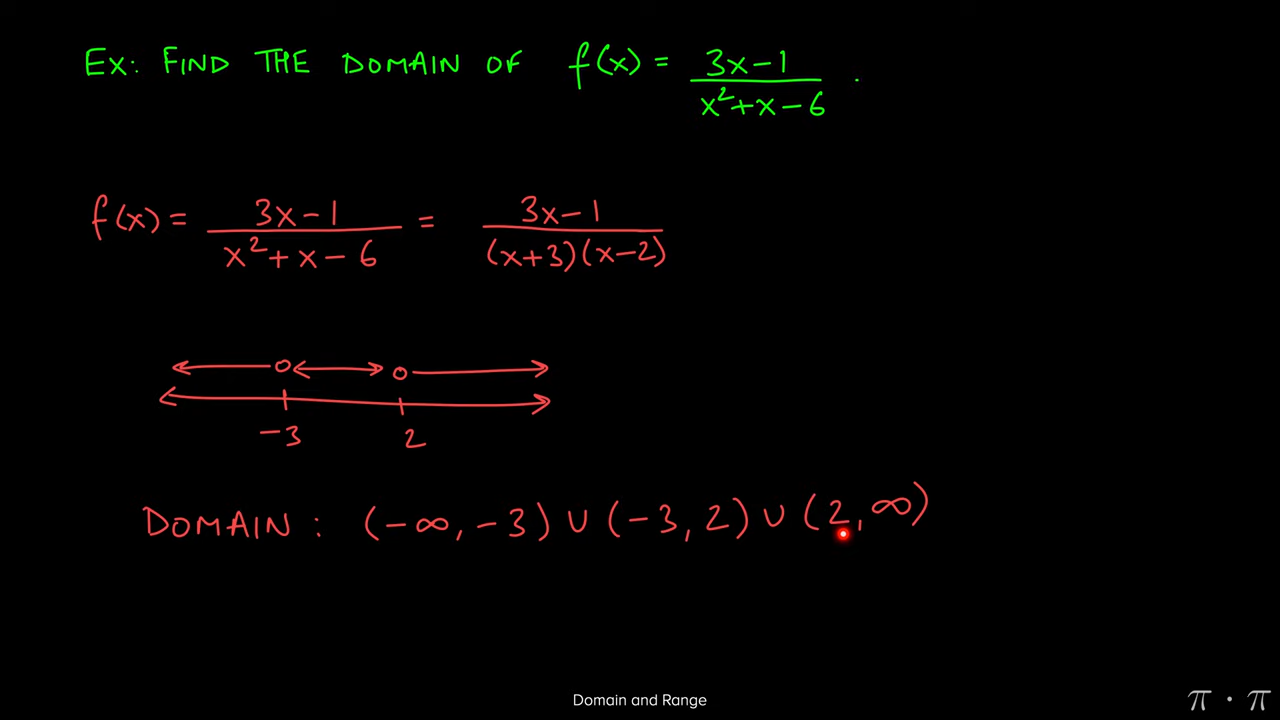 Ex: FIND THE DOMAIN OF f(x) = (3x-1)/(x²+x-6) .
f(x) = (3x-1)/(x²+x-6) = (3x-1)/((x+3)(x-2))
-3 2
DOMAIN: (-∞, -3) ∪ (-3, 2) ∪ (2, ∞)
Domain and Range
π · π